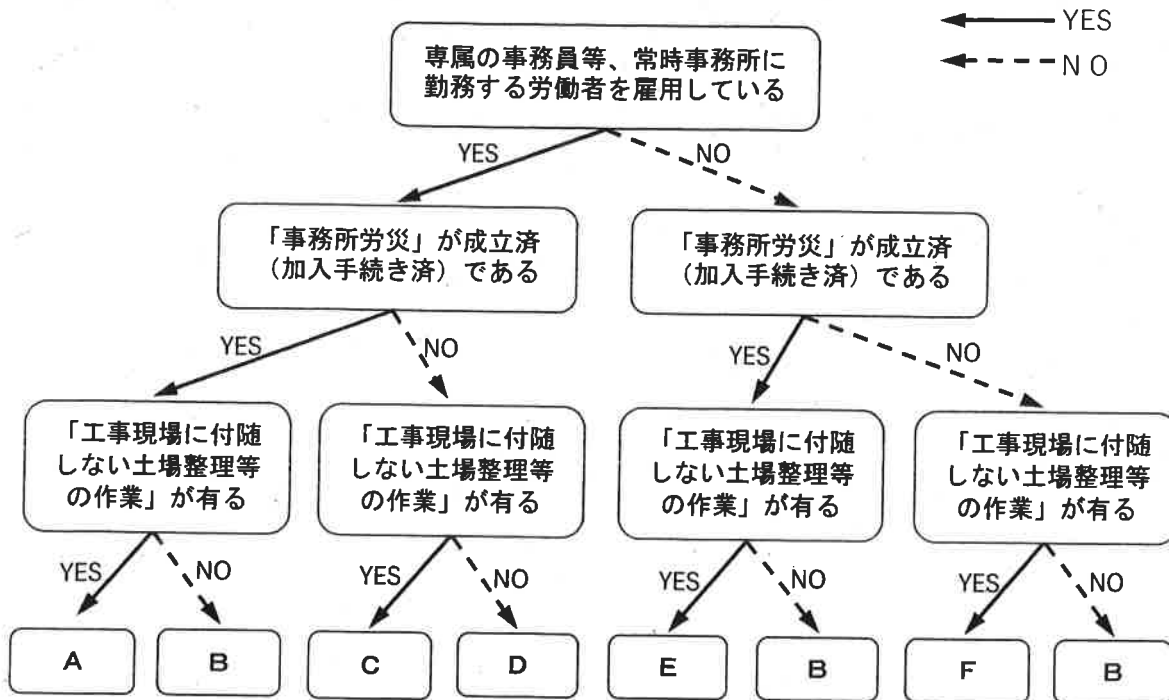 YES
NO
専属の事務員等、常時事務所に
勤務する労働者を雇用している
YES
NO
「事務所労災」が成立済
（加入手続き済）である
「事務所労災」が成立済
（加入手続き済）である
YES
NO
YES
NO
「工事現場に付随
しない土場整理等
の作業」が有る
「工事現場に付随
しない土場整理等
の作業」が有る
「工事現場に付随
しない土場整理等
の作業」が有る
「工事現場に付随
しない土場整理等
の作業」が有る
YES
NO
YES
NO
YES
NO
YES
NO
A
B
C
D
E
B
F
B